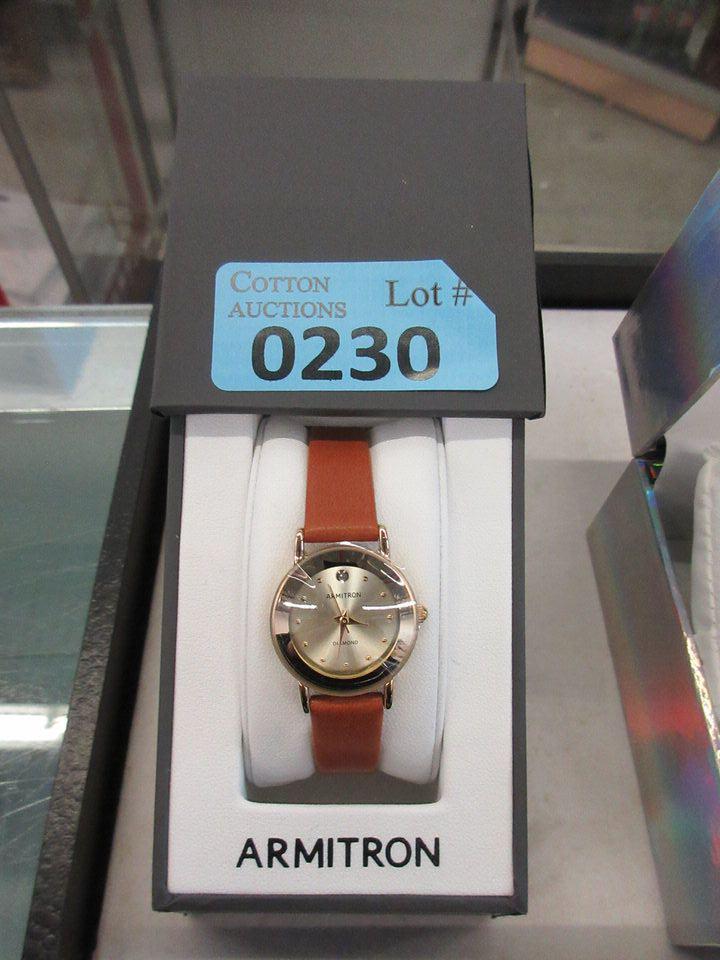 COTTON
AUCTIONS
Lot #
0230
ARMITRON
DIAMOND
ARMITRON